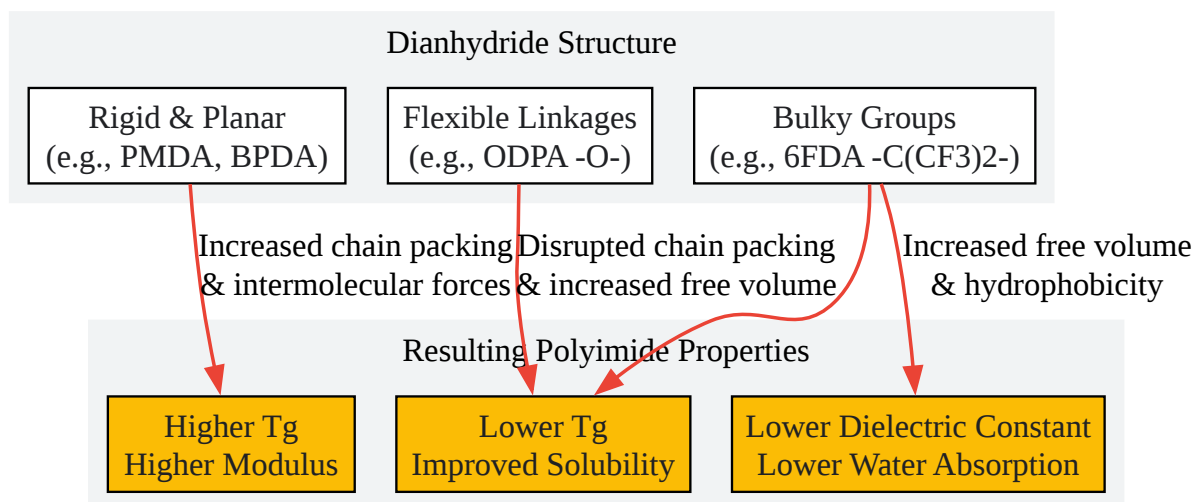 Dianhydride Structure
Rigid & Planar
(e.g., PMDA, BPDA)
Flexible Linkages
(e.g., ODPA -O-)
Bulky Groups
(e.g., 6FDA -C(CF3)2-)
Increased chain packing
& intermolecular forces
Disrupted chain packing
& increased free volume
Increased free volume
& hydrophobicity
Resulting Polyimide Properties
Higher Tg
Higher Modulus
Lower Tg
Improved Solubility
Lower Dielectric Constant
Lower Water Absorption